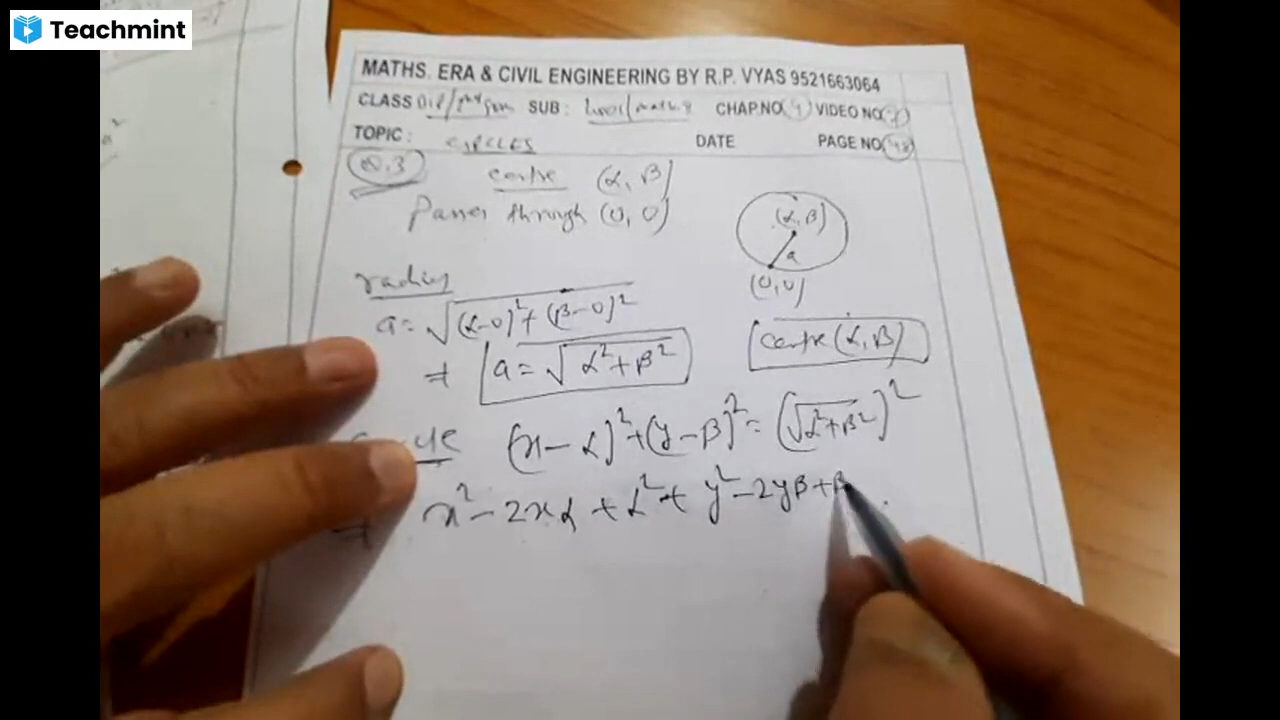 Teachmint
MATHS. ERA & CIVIL ENGINEERING BY R.P. VYAS 9521663064
CLASS SUB : CHAP.NO. VIDEO NO.
TOPIC : CIRCLES DATE PAGE NO. 48
Q.3 centre (α, β)
Passes through (0, 0)
(α, β)
a
(0,0)
radius
a = √(α-0)² + (β-0)²
⇒ a = √α² + β²
centre (α, β)
(x - α)² + (y - β)² = (√α²+β²)²
⇒ x² - 2xα + α² + y² - 2yβ + β